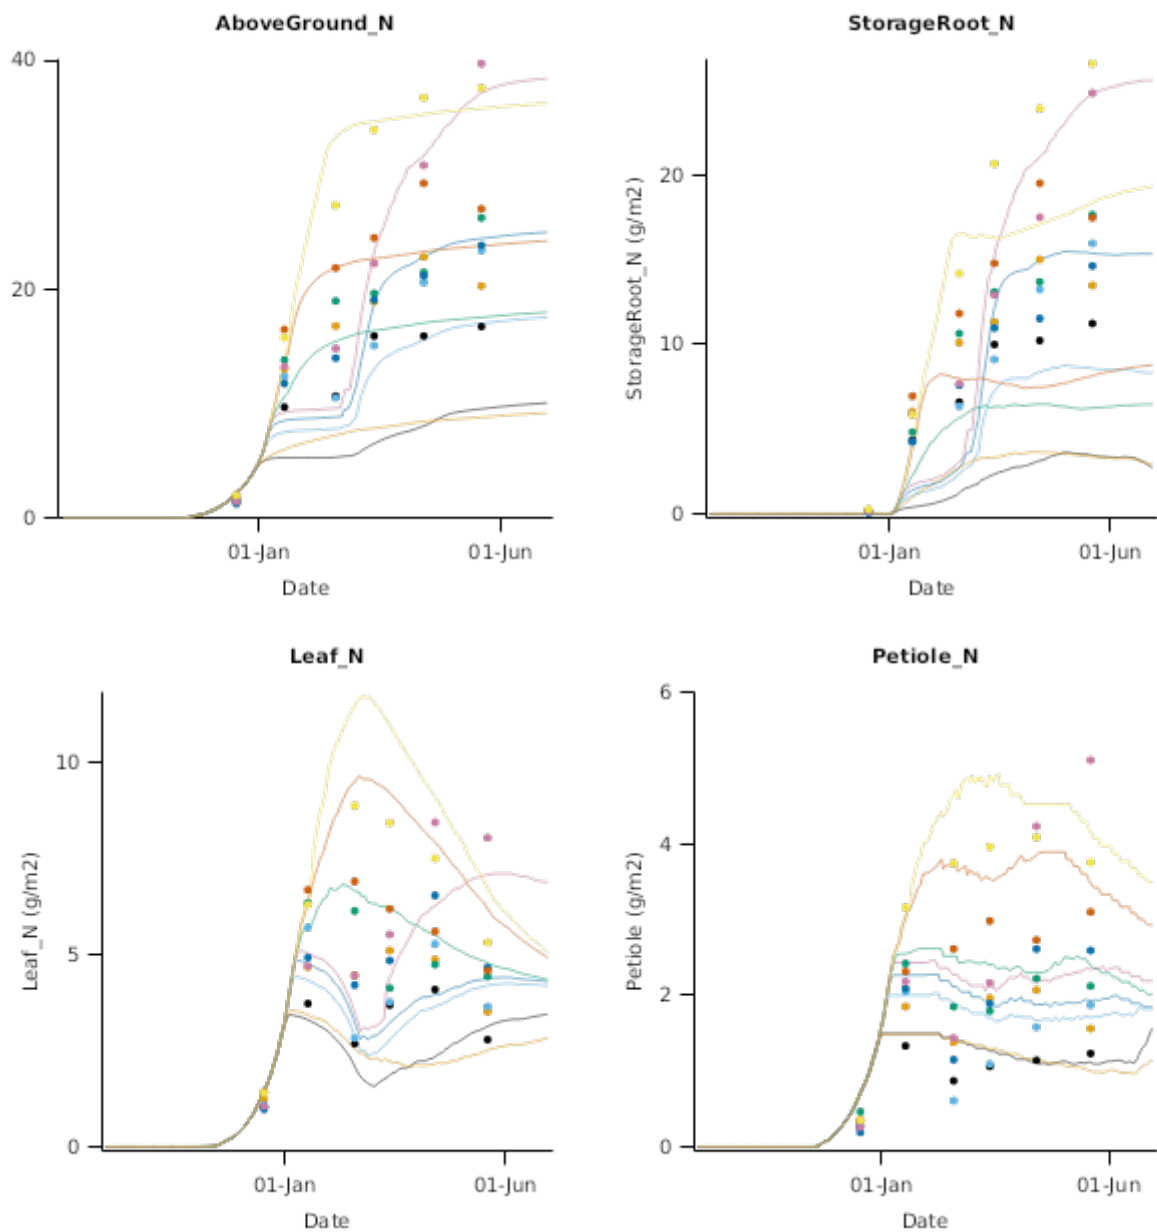 AboveGround_N
40
20
0
01-Jan
01-Jun
Date
StorageRoot_N
StorageRoot_N (g/m2)
20
10
0
01-Jan
01-Jun
Date
Leaf_N
Leaf_N (g/m2)
10
5
0
01-Jan
01-Jun
Date
Petiole_N
Petiole (g/m2)
6
4
2
0
01-Jan
01-Jun
Date